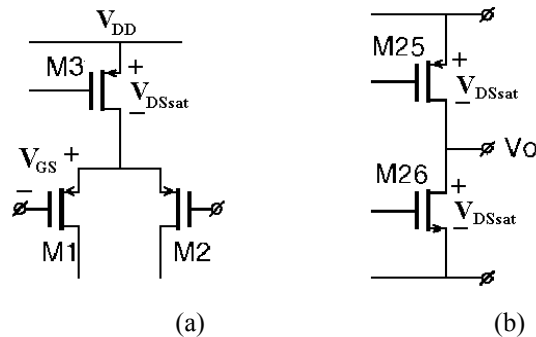 V_DD
M3
+
V_DSsat
−
V_GS +
−
M1
M2
(a)
M25
+
V_DSsat
−
Vo
M26
+
V_DSsat
−
(b)